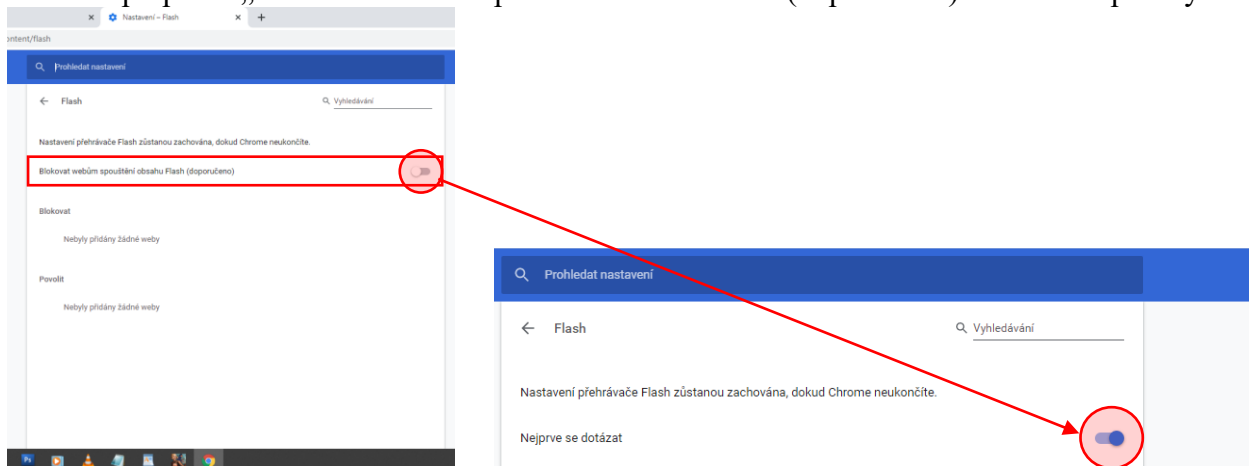 Nastavení – Flash
ontent/flash
Prohledat nastavení
Flash
Vyhledávání
Nastavení přehrávače Flash zůstanou zachována, dokud Chrome neukončíte.
Blokovat webům spouštění obsahu Flash (doporučeno)
Blokovat
Nebyly přidány žádné weby
Povolit
Nebyly přidány žádné weby
Ps
Prohledat nastavení
Flash
Vyhledávání
Nastavení přehrávače Flash zůstanou zachována, dokud Chrome neukončíte.
Nejprve se dotázat